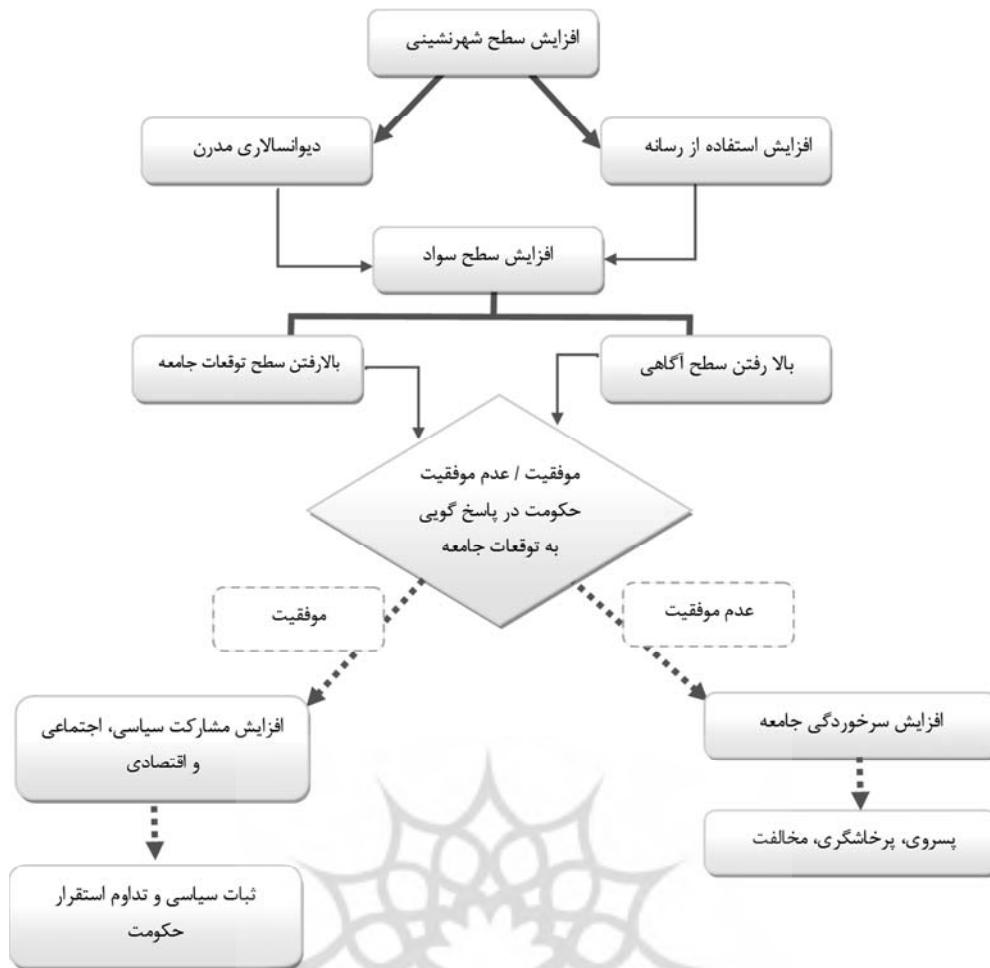 افزایش سطح شهرنشینی
افزایش استفاده از رسانه
دیوانسالاری مدرن
افزایش سطح سواد
بالا رفتن سطح آگاهی
بالارفتن سطح توقعات جامعه
موفقیت / عدم موفقیت
حکومت در پاسخ گویی
به توقعات جامعه
عدم موفقیت
موفقیت
افزایش سرخوردگی جامعه
افزایش مشارکت سیاسی، اجتماعی
و اقتصادی
پسروی، پرخاشگری، مخالفت
ثبات سیاسی و تداوم استقرار
حکومت